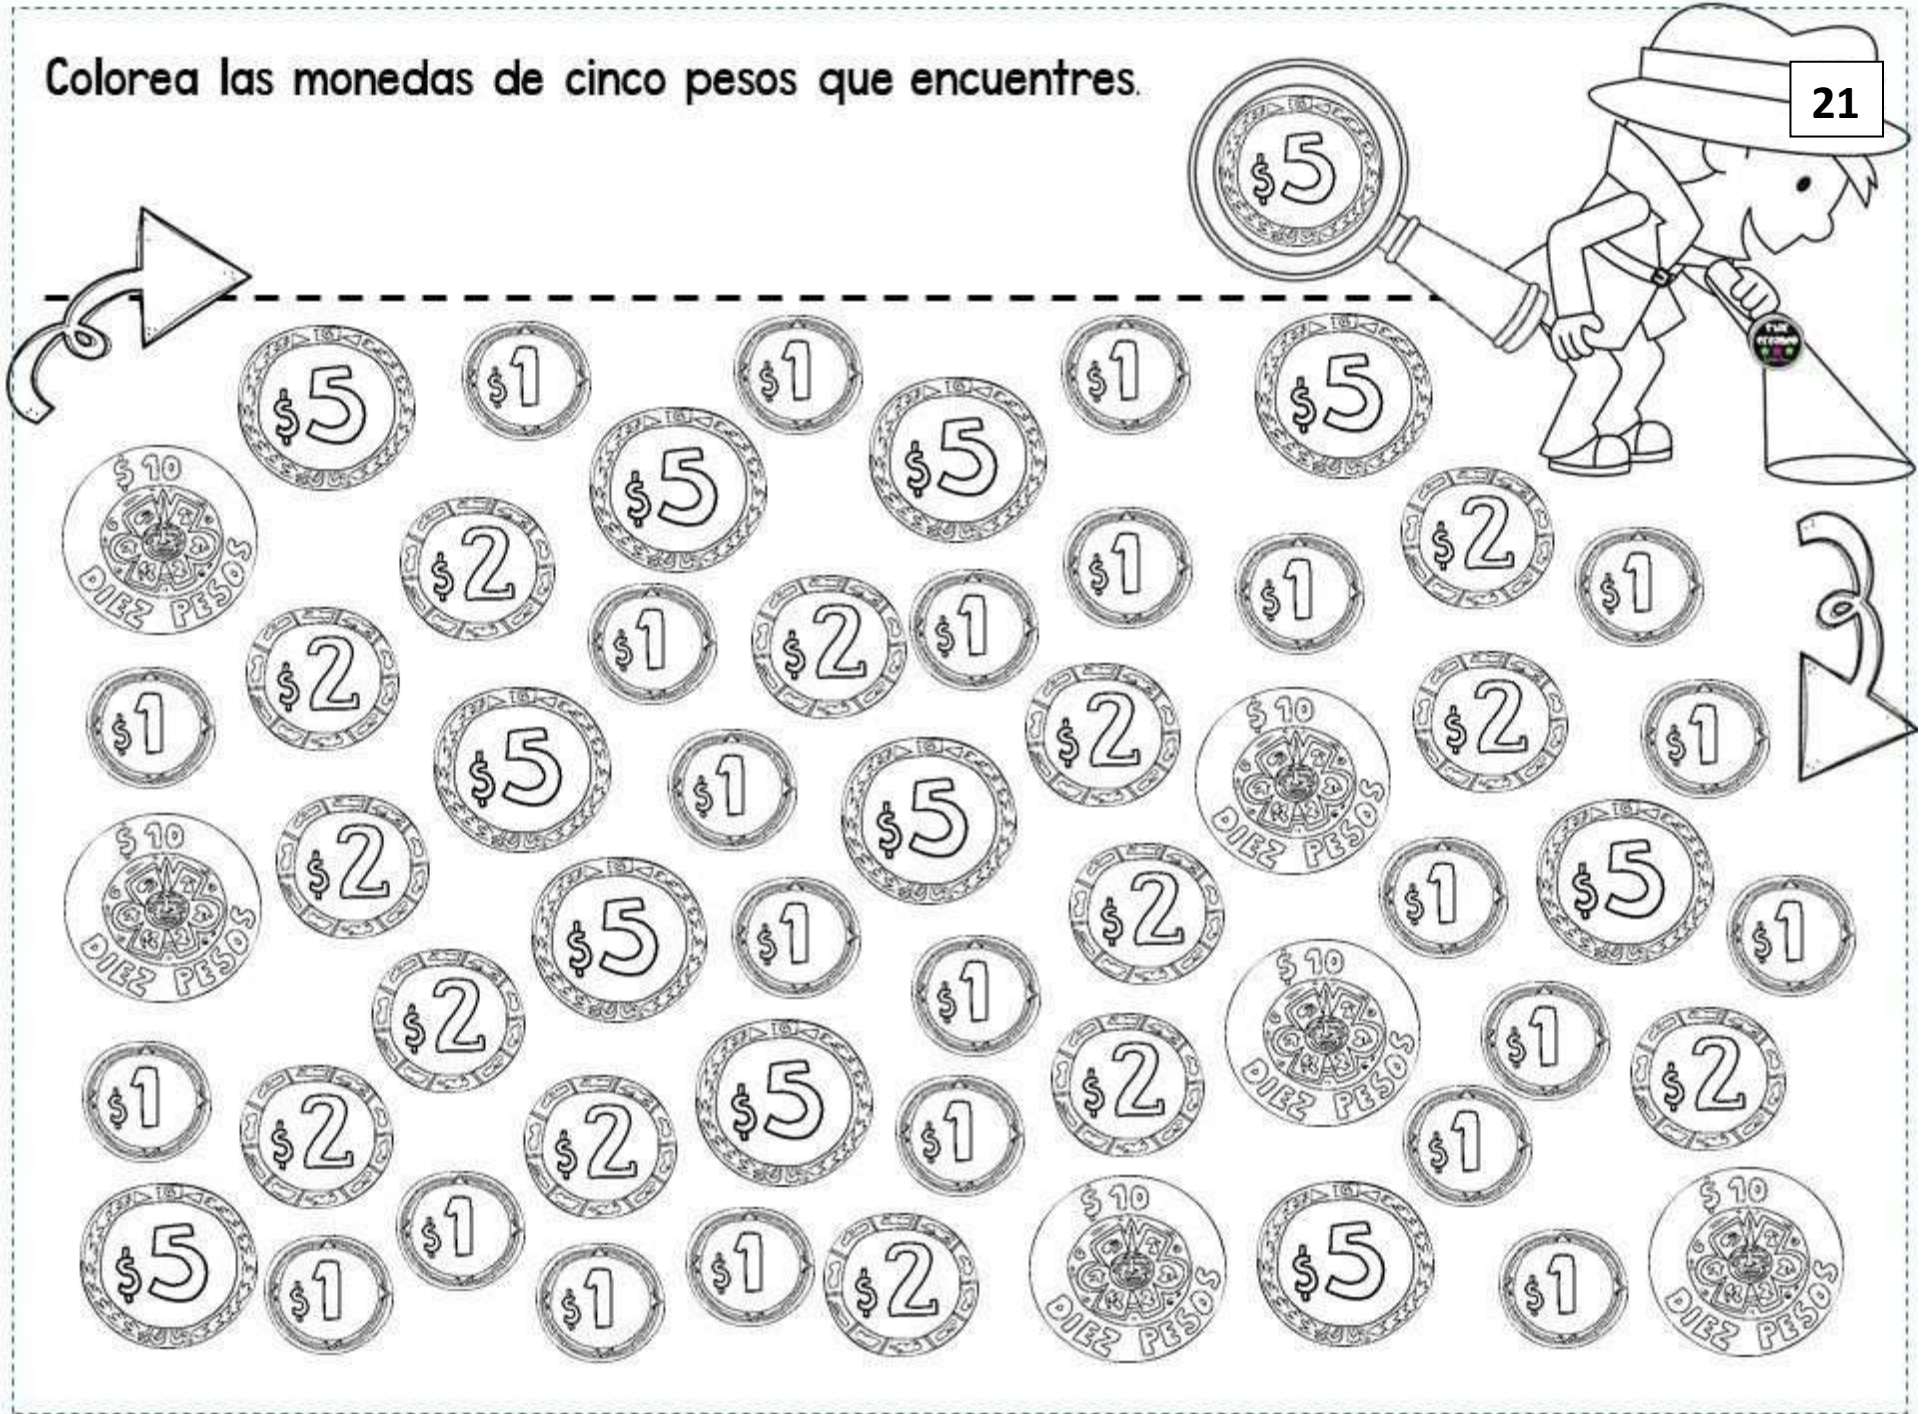 Colorea las monedas de cinco pesos que encuentres.
21
$5
$5 $1 $1 $1 $5
$5 $5
$10 DIEZ PESOS
$2 $1 $1 $2 $1
$2 $1 $2 $1
$1 $5 $1 $2 $10 DIEZ PESOS $2 $1
$5
$10 DIEZ PESOS
$2 $5 $1 $2 $1 $5 $1
$2 $1 $10 DIEZ PESOS $1 $2
$1 $2 $2 $5 $1 $2 $1
$5 $1 $1 $1 $1 $2 $10 DIEZ PESOS $5 $1 $10 DIEZ PESOS